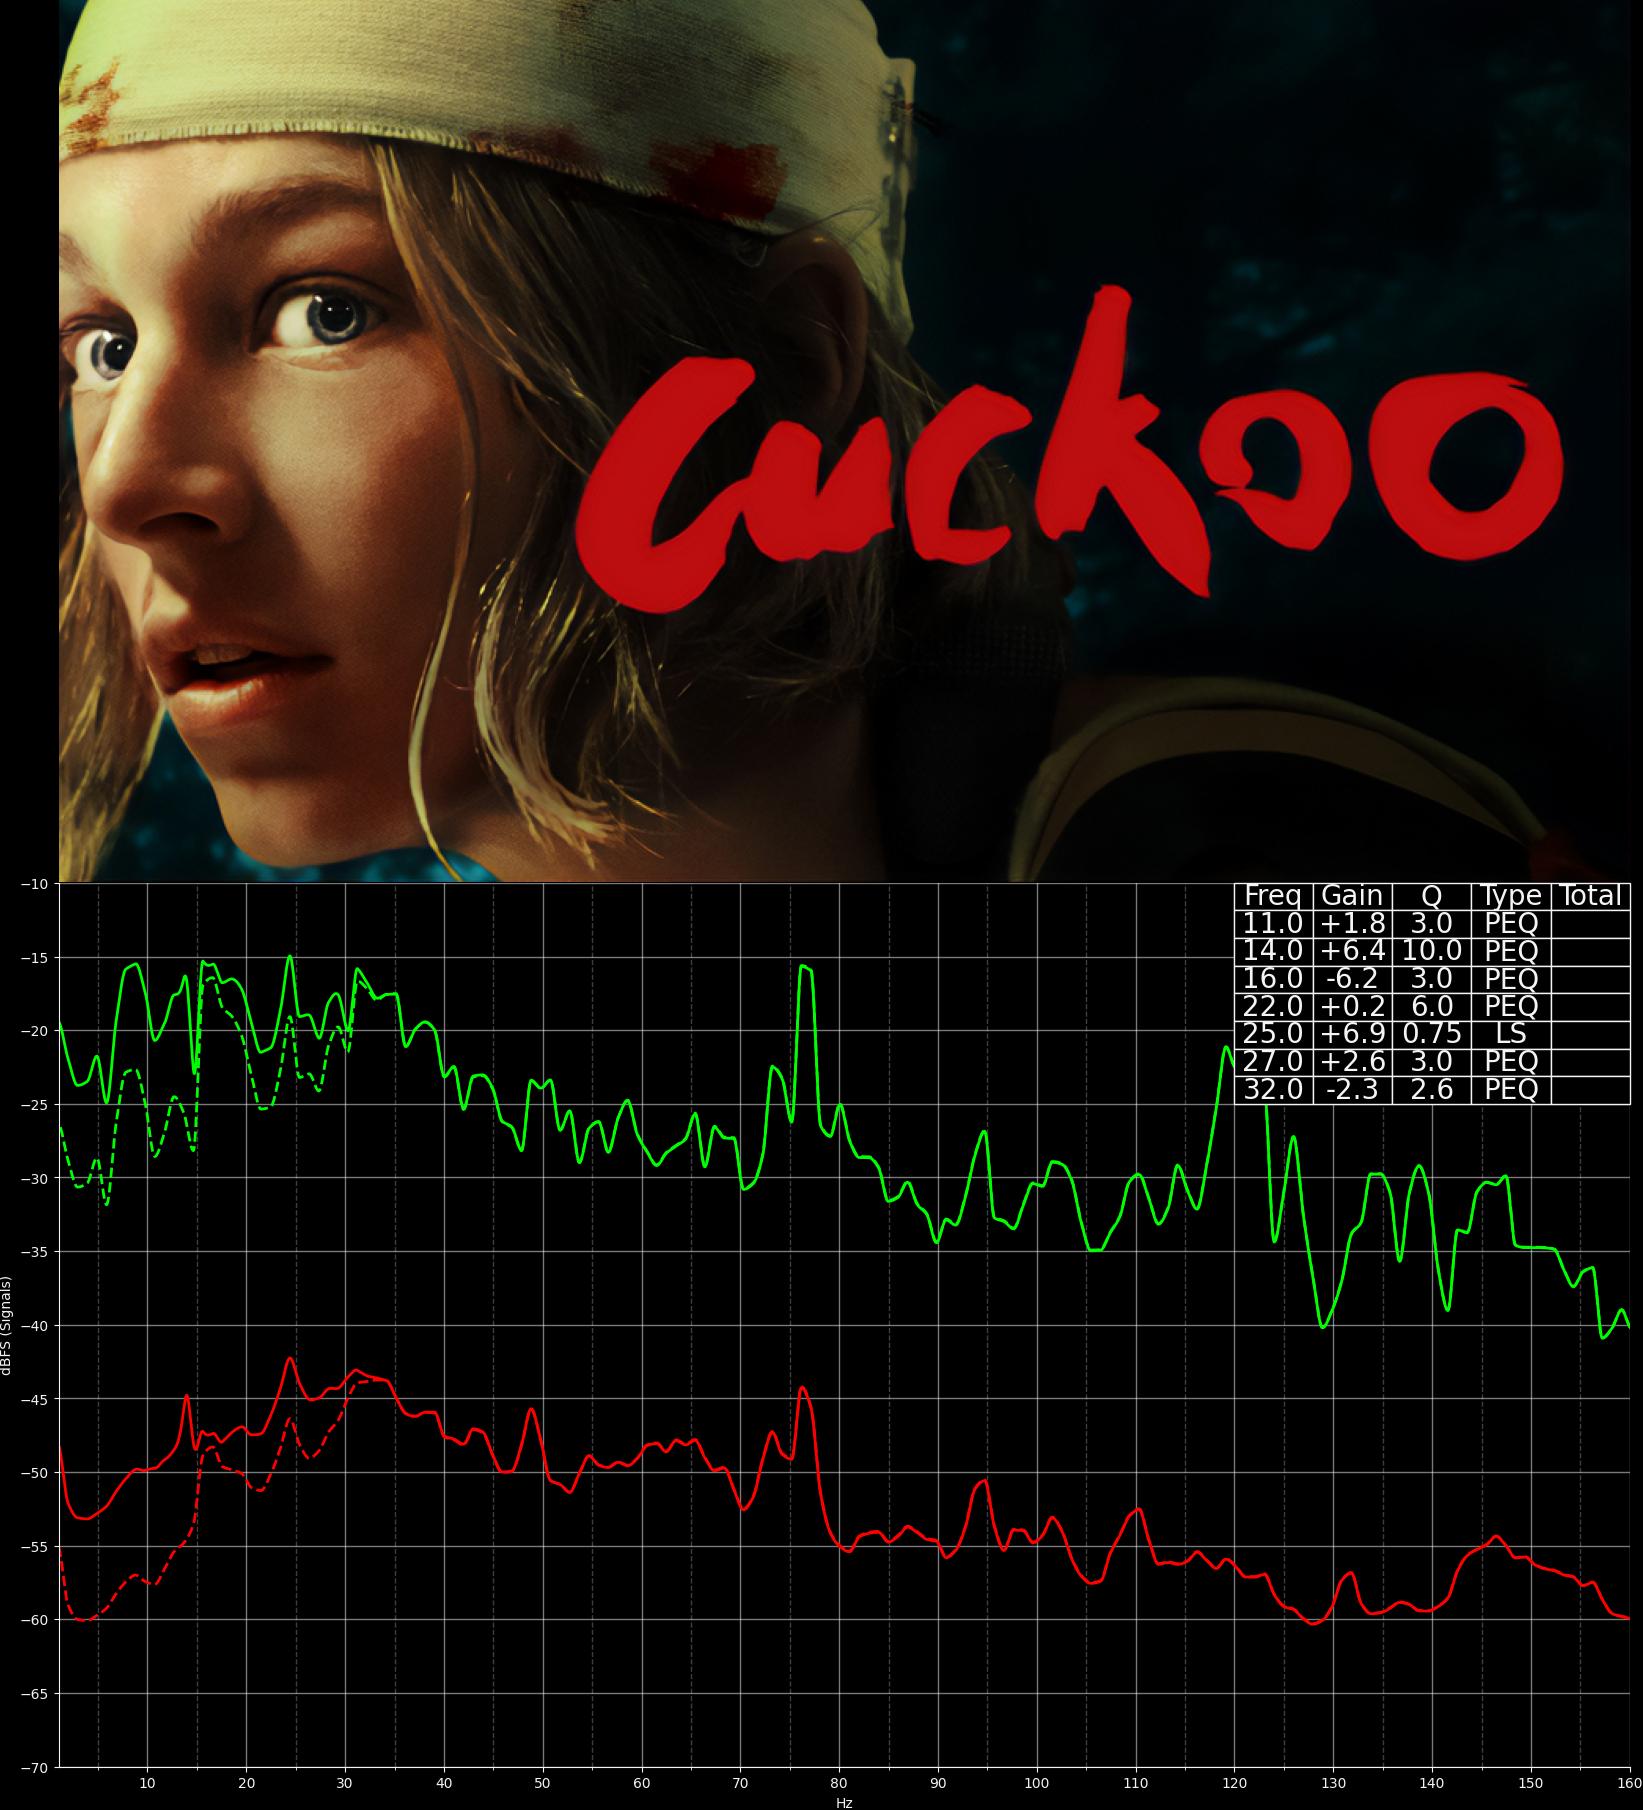 Cuckoo
Freq Gain Q Type Total
11.0 +1.8 3.0 PEQ
14.0 +6.4 10.0 PEQ
16.0 -6.2 3.0 PEQ
22.0 +0.2 6.0 PEQ
25.0 +6.9 0.75 LS
27.0 +2.6 3.0 PEQ
32.0 -2.3 2.6 PEQ
−10
−15
−20
−25
−30
−35
−40
−45
−50
−55
−60
−65
−70
dBFS (Signals)
10 20 30 40 50 60 70 80 90 100 110 120 130 140 150 160
Hz